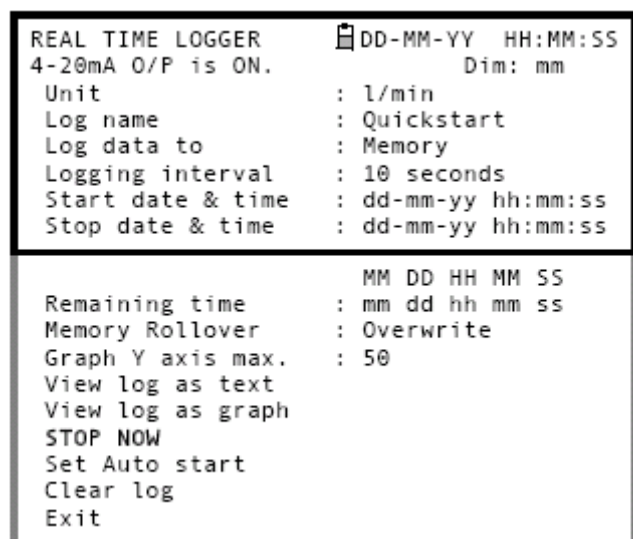 REAL TIME LOGGER DD-MM-YY HH:MM:SS
4-20mA O/P is ON. Dim: mm
Unit : l/min
Log name : Quickstart
Log data to : Memory
Logging interval : 10 seconds
Start date & time : dd-mm-yy hh:mm:ss
Stop date & time : dd-mm-yy hh:mm:ss
MM DD HH MM SS
Remaining time : mm dd hh mm ss
Memory Rollover : Overwrite
Graph Y axis max. : 50
View log as text
View log as graph
STOP NOW
Set Auto start
Clear log
Exit